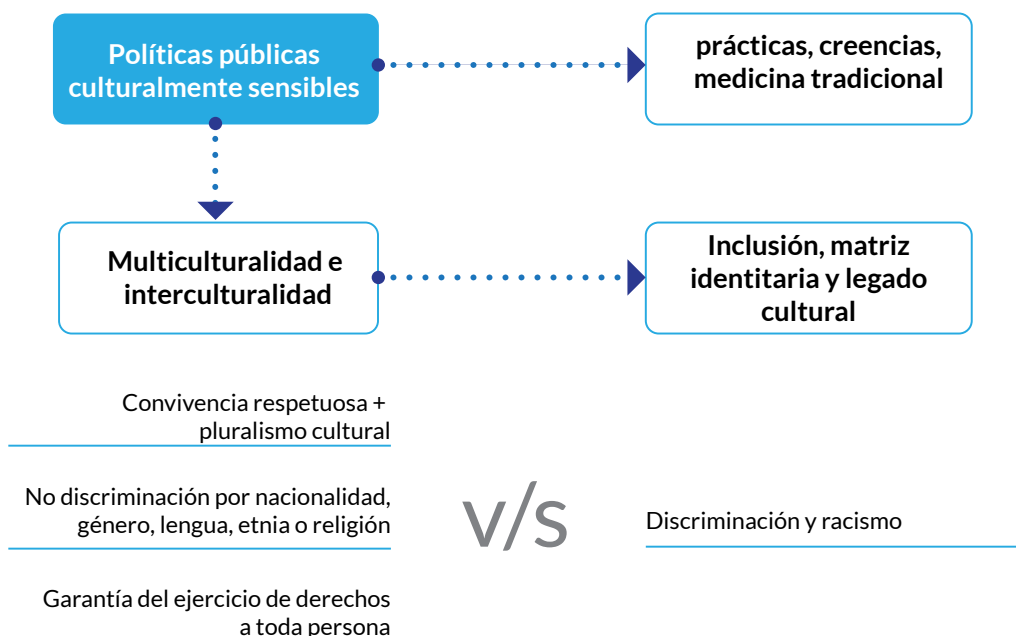 Políticas públicas
culturalmente sensibles
prácticas, creencias,
medicina tradicional
Multiculturalidad e
interculturalidad
Inclusión, matriz
identitaria y legado
cultural
Convivencia respetuosa +
pluralismo cultural
No discriminación por nacionalidad,
género, lengua, etnia o religión
v/s
Discriminación y racismo
Garantía del ejercicio de derechos
a toda persona